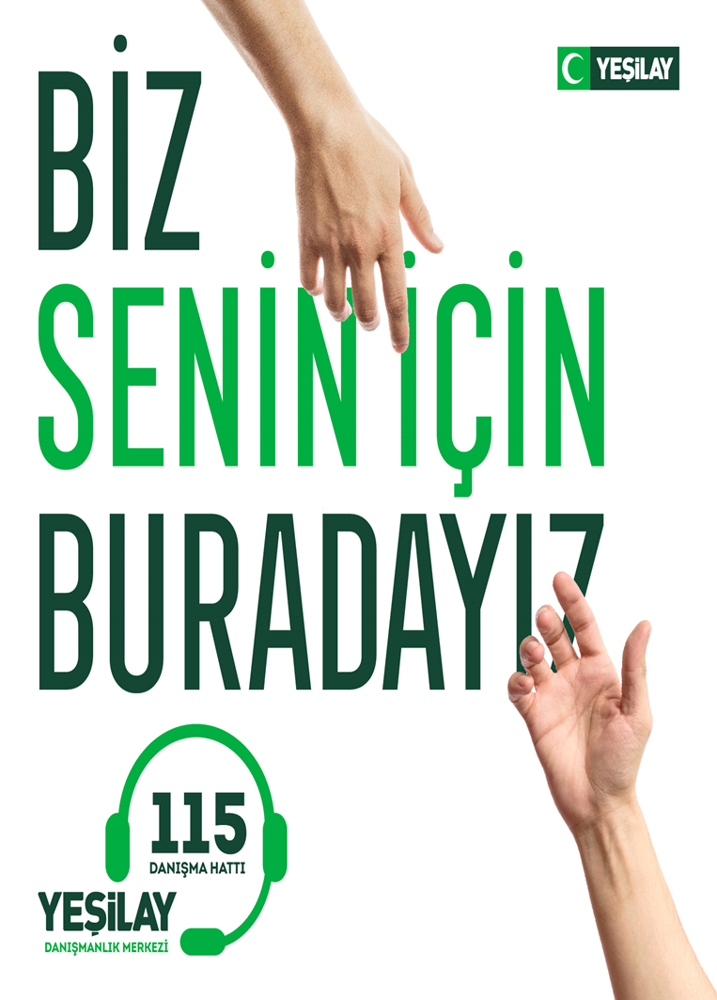 YEŞİLAY
BİZ
SENİN İÇİN
BURADAYIZ
115
DANIŞMA HATTI
YEŞİLAY
DANIŞMANLIK MERKEZİ